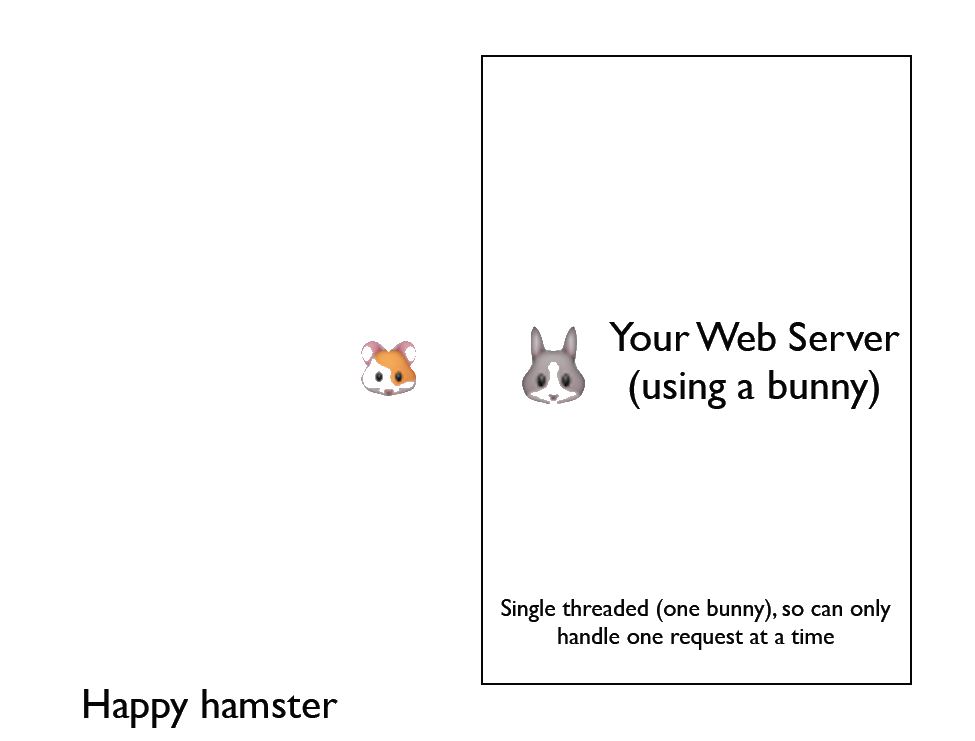 Your Web Server
(using a bunny)
Single threaded (one bunny), so can only
handle one request at a time
Happy hamster